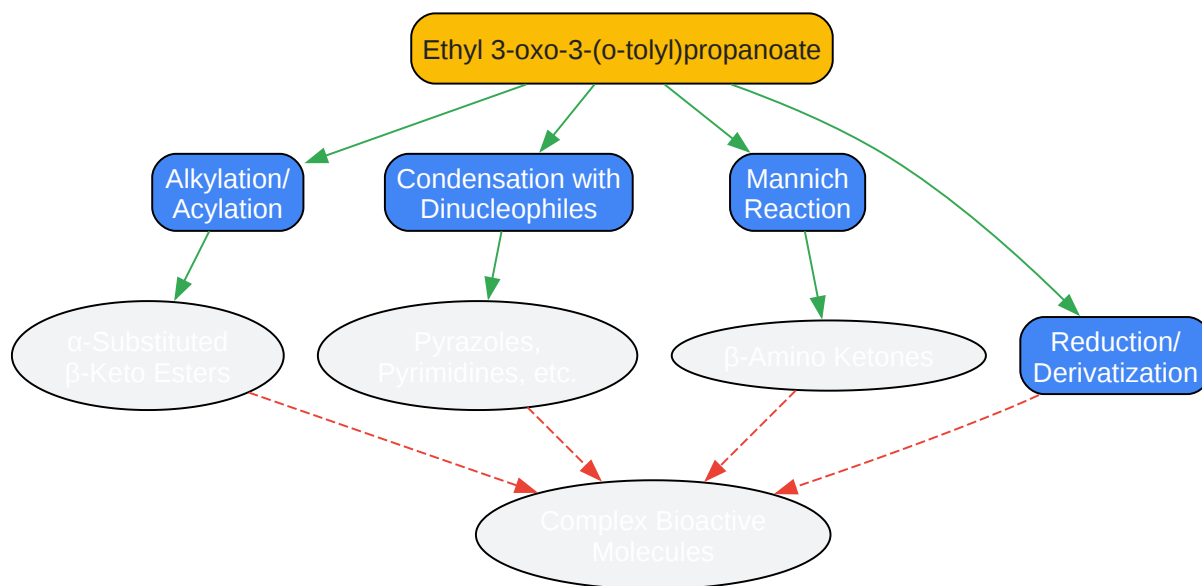 Ethyl 3-oxo-3-(o-tolyl)propanoate
Alkylation/
Acylation
Condensation with
Dinucleophiles
Mannich
Reaction
α-Substituted
β-Keto Esters
Pyrazoles,
Pyrimidines, etc.
β-Amino Ketones
Reduction/
Derivatization
Complex Bioactive
Molecules